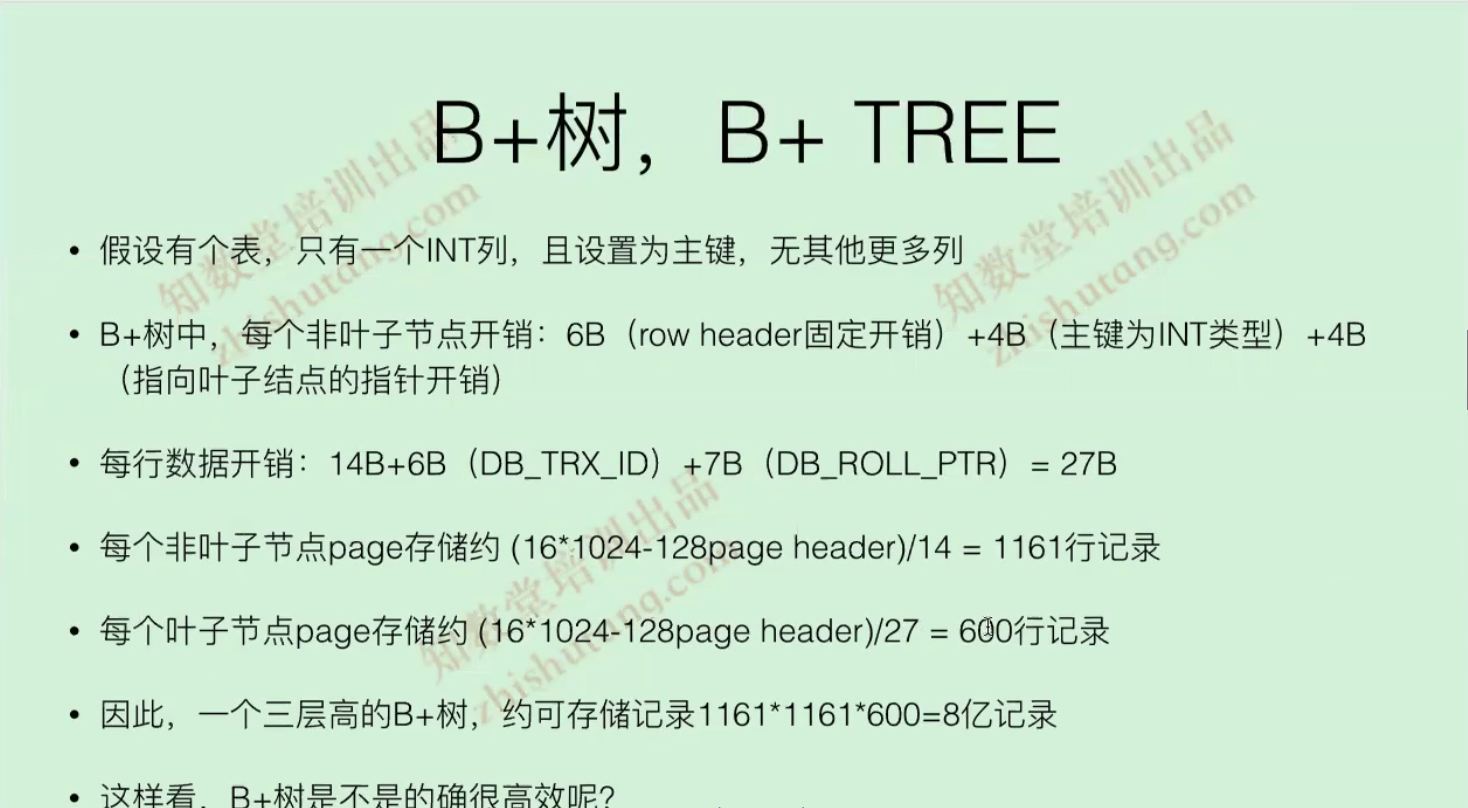 B+树，B+ TREE
• 假设有个表，只有一个INT列，且设置为主键，无其他更多列
• B+树中，每个非叶子节点开销：6B（row header固定开销）+4B（主键为INT类型）+4B
（指向叶子结点的指针开销）
• 每行数据开销：14B+6B（DB_TRX_ID）+7B（DB_ROLL_PTR）= 27B
• 每个非叶子节点page存储约 (16*1024-128page header)/14 = 1161行记录
• 每个叶子节点page存储约 (16*1024-128page header)/27 = 600行记录
• 因此，一个三层高的B+树，约可存储记录1161*1161*600=8亿记录
• 这样看，B+树是不是的确很高效呢？
知数堂培训出品
zhishutang.com
知数堂培训出品
zhishutang.com
知数堂培训出品
zhishutang.com